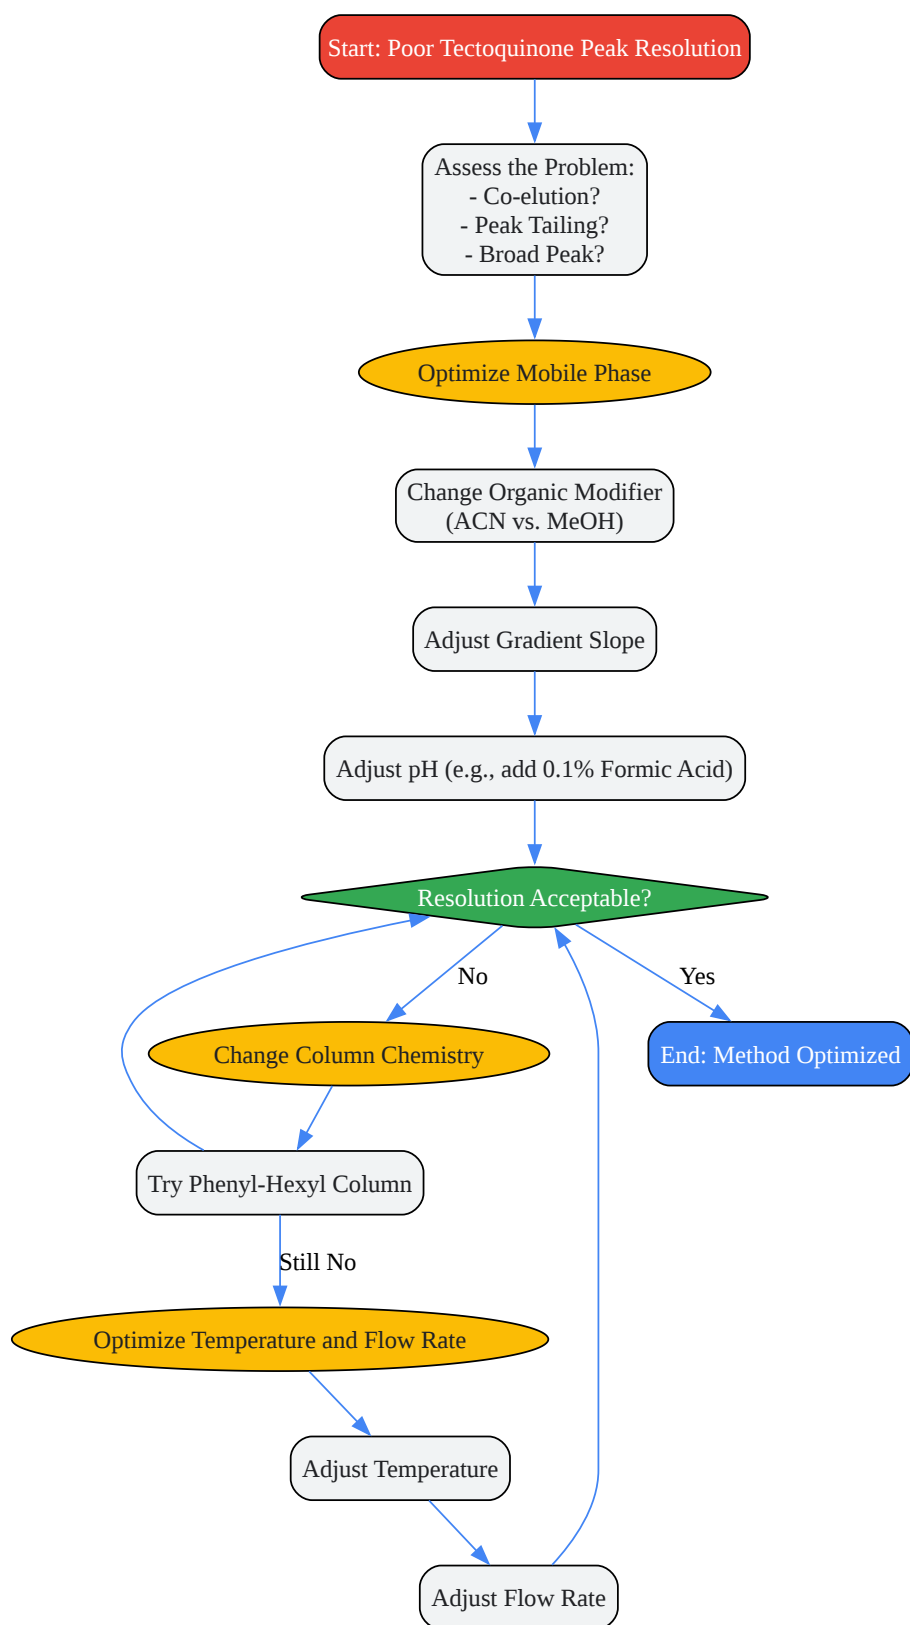 Start: Poor Tectoquinone Peak Resolution
Assess the Problem:
- Co-elution?
- Peak Tailing?
- Broad Peak?
Optimize Mobile Phase
Change Organic Modifier
(ACN vs. MeOH)
Adjust Gradient Slope
Adjust pH (e.g., add 0.1% Formic Acid)
Resolution Acceptable?
No
Yes
Change Column Chemistry
End: Method Optimized
Try Phenyl-Hexyl Column
Still No
Optimize Temperature and Flow Rate
Adjust Temperature
Adjust Flow Rate